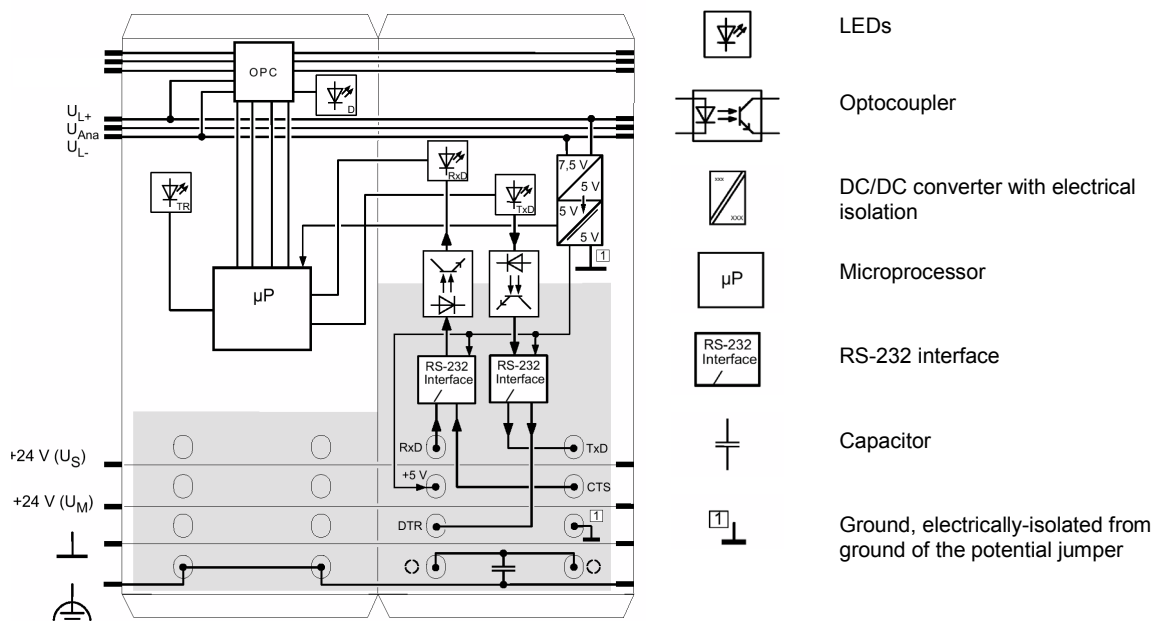 OPC
D
UL+
UAna
UL-
RxD
7,5 V
5 V
TxD
TR
5 V
5 V
1
µP
RS-232
Interface
RS-232
Interface
RxD
TxD
+24 V (US)
+5 V
CTS
+24 V (UM)
DTR
1
LEDs
Optocoupler
xxx
xxx
DC/DC converter with electrical
isolation
µP
Microprocessor
RS-232
Interface
RS-232 interface
Capacitor
1
Ground, electrically-isolated from
ground of the potential jumper